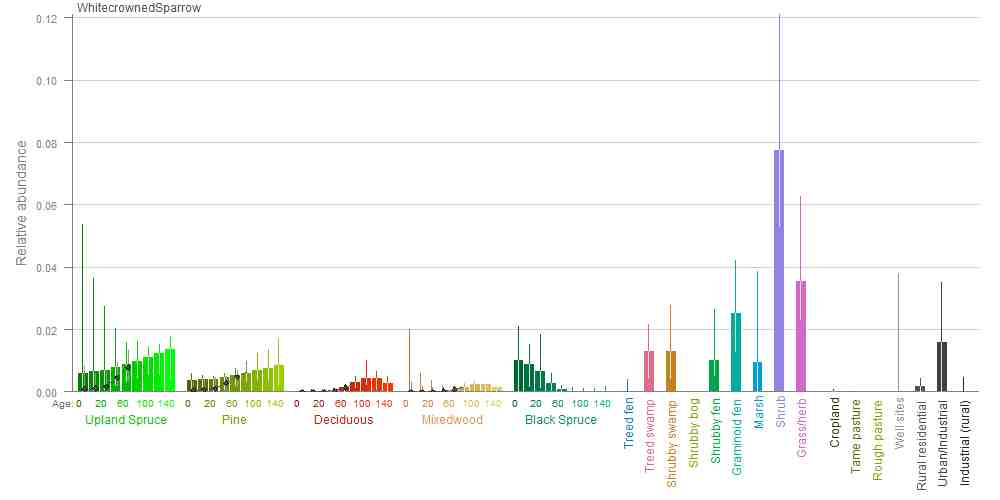 WhitecrownedSparrow
0.12
0.10
0.08
0.06
0.04
0.02
0.00
Relative abundance
Age: 0 20 60 100 140 0 20 60 100 140 0 20 60 100 140 0 20 60 100 140 0 20 60 100 140
Upland Spruce Pine Deciduous Mixedwood Black Spruce
Treed fen
Treed swamp
Shrubby swamp
Shrubby bog
Shrubby fen
Graminoid fen
Marsh
Shrub
Grass/herb
Cropland
Tame pasture
Rough pasture
Well sites
Rural residential
Urban/Industrial
Industrial (rural)